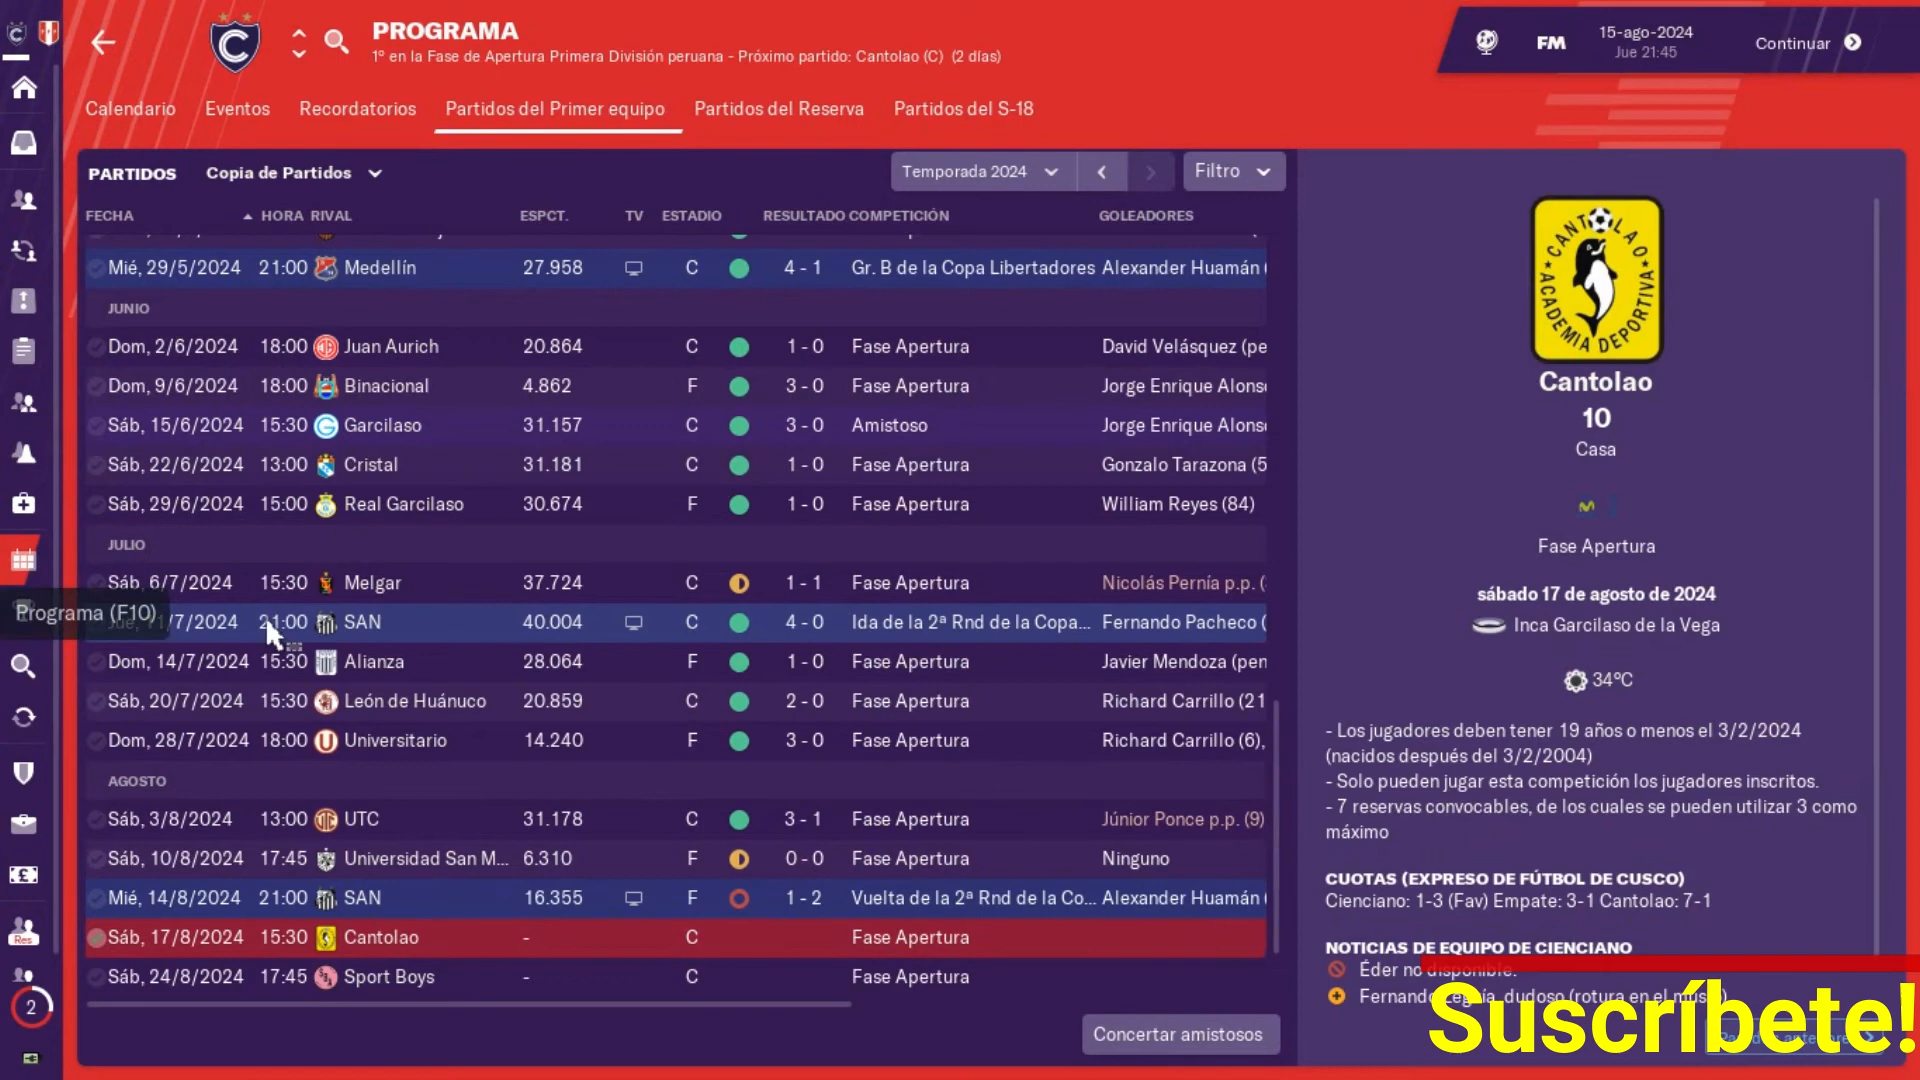 PROGRAMA
1º en la Fase de Apertura Primera División peruana - Próximo partido: Cantolao (C) (2 días)
FM
15-ago-2024
Jue 21:45
Continuar
Calendario Eventos Recordatorios Partidos del Primer equipo Partidos del Reserva Partidos del S-18
PARTIDOS Copia de Partidos Temporada 2024 Filtro
FECHA HORA RIVAL ESPCT. TV ESTADIO RESULTADO COMPETICIÓN GOLEADORES
Mié, 29/5/2024 21:00 Medellín 27.958 C 4 - 1 Gr. B de la Copa Libertadores Alexander Huamán (
JUNIO
Dom, 2/6/2024 18:00 Juan Aurich 20.864 C 1 - 0 Fase Apertura David Velásquez (pe
Dom, 9/6/2024 18:00 Binacional 4.862 F 3 - 0 Fase Apertura Jorge Enrique Alons
Sáb, 15/6/2024 15:30 Garcilaso 31.157 C 3 - 0 Amistoso Jorge Enrique Alons
Sáb, 22/6/2024 13:00 Cristal 31.181 C 1 - 0 Fase Apertura Gonzalo Tarazona (5
Sáb, 29/6/2024 15:00 Real Garcilaso 30.674 F 1 - 0 Fase Apertura William Reyes (84)
JULIO
Sáb, 6/7/2024 15:30 Melgar 37.724 C 1 - 1 Fase Apertura Nicolás Pernía p.p. (
Programa (F10)
/7/2024 21:00 SAN 40.004 C 4 - 0 Ida de la 2ª Rnd de la Copa... Fernando Pacheco (
Dom, 14/7/2024 15:30 Alianza 28.064 F 1 - 0 Fase Apertura Javier Mendoza (pen
Sáb, 20/7/2024 15:30 León de Huánuco 20.859 C 2 - 0 Fase Apertura Richard Carrillo (21
Dom, 28/7/2024 18:00 Universitario 14.240 F 3 - 0 Fase Apertura Richard Carrillo (6),
AGOSTO
Sáb, 3/8/2024 13:00 UTC 31.178 C 3 - 1 Fase Apertura Júnior Ponce p.p. (9)
Sáb, 10/8/2024 17:45 Universidad San M... 6.310 F 0 - 0 Fase Apertura Ninguno
Mié, 14/8/2024 21:00 SAN 16.355 F 1 - 2 Vuelta de la 2ª Rnd de la Co... Alexander Huamán (
Sáb, 17/8/2024 15:30 Cantolao - C Fase Apertura
Sáb, 24/8/2024 17:45 Sport Boys - C Fase Apertura
Concertar amistosos
Res
2
CANTOLAO
ACADEMIA DEPORTIVA
Cantolao
10
Casa
Fase Apertura
sábado 17 de agosto de 2024
Inca Garcilaso de la Vega
34ºC
- Los jugadores deben tener 19 años o menos el 3/2/2024
(nacidos después del 3/2/2004)
- Solo pueden jugar esta competición los jugadores inscritos.
- 7 reservas convocables, de los cuales se pueden utilizar 3 como
máximo
CUOTAS (EXPRESO DE FÚTBOL DE CUSCO)
Cienciano: 1-3 (Fav) Empate: 3-1 Cantolao: 7-1
NOTICIAS DE EQUIPO DE CIENCIANO
Éder no disponible.
Fernando dudoso (rotura en el
Suscríbete!